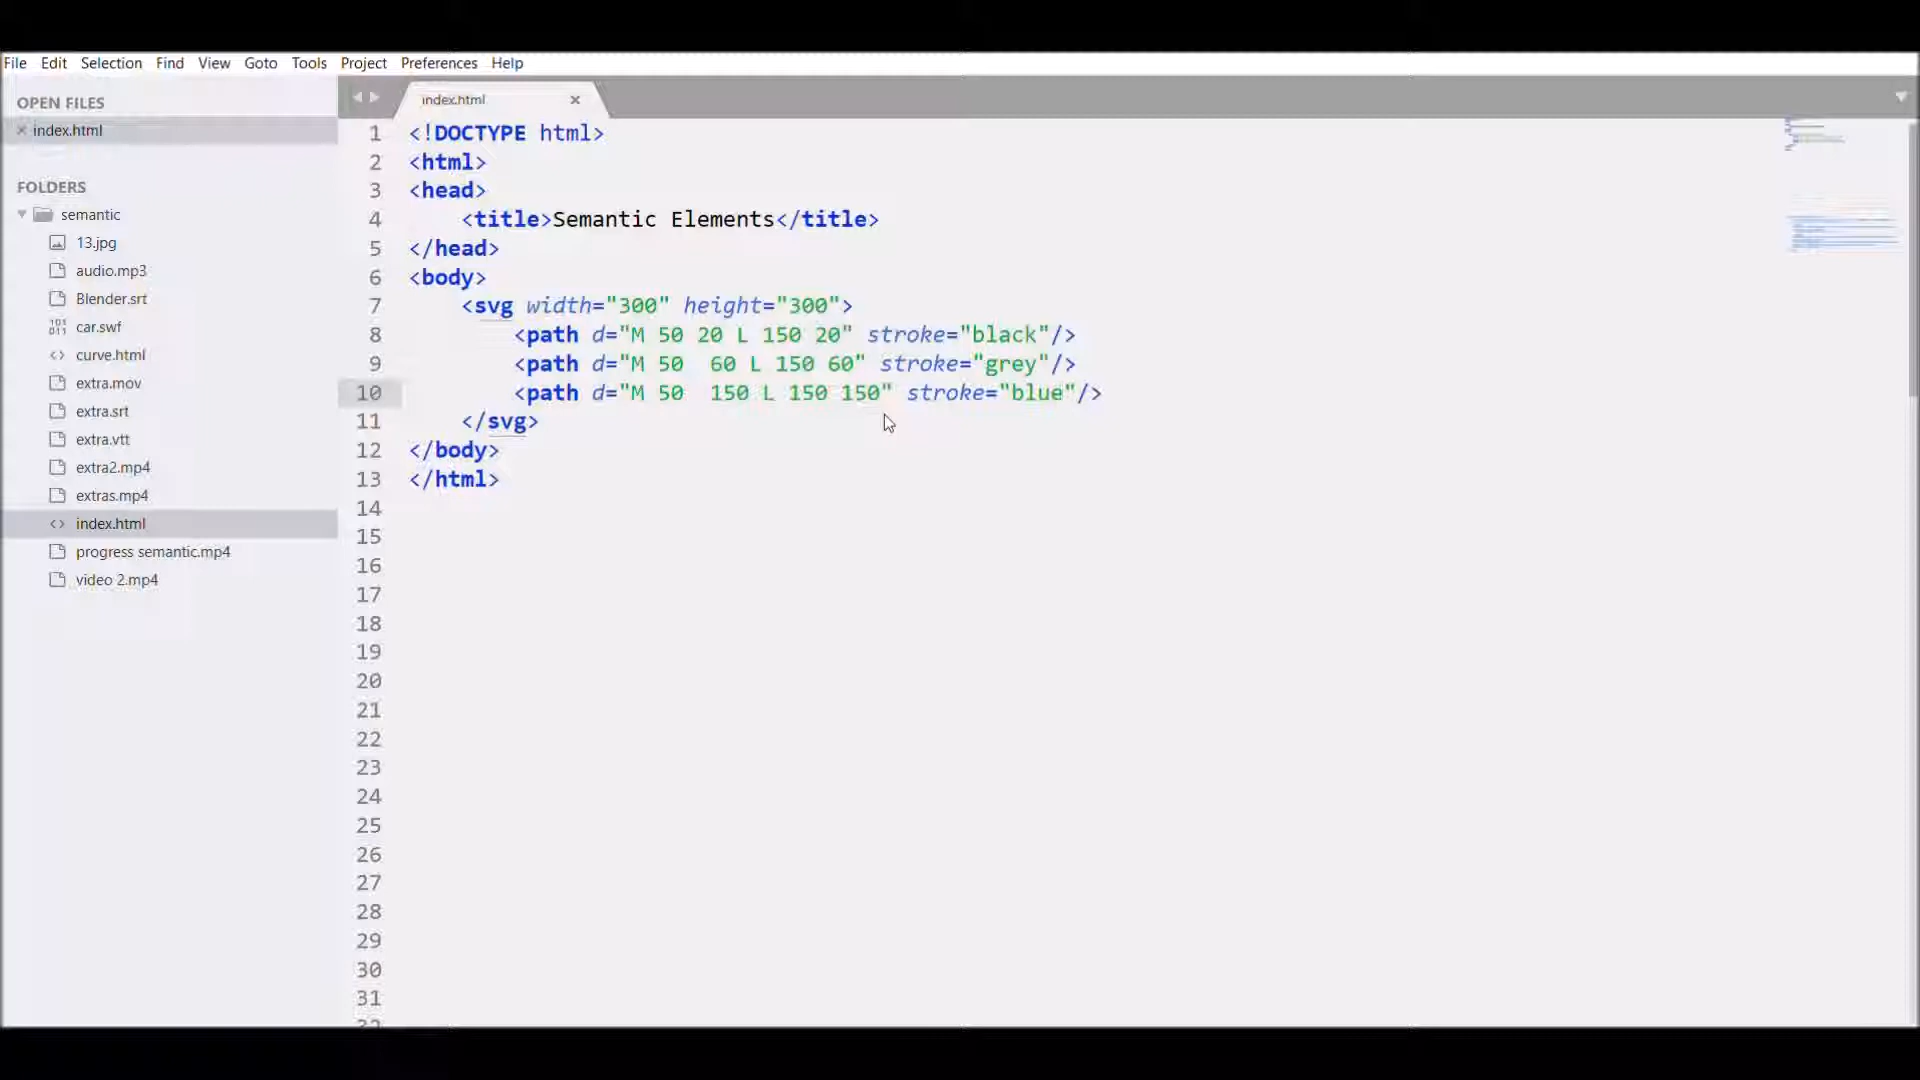 File Edit Selection Find View Goto Tools Project Preferences Help
OPEN FILES
index.html
FOLDERS
semantic
13.jpg
audio.mp3
Blender.srt
car.swf
curve.html
extra.mov
extra.srt
extra.vtt
extra2.mp4
extras.mp4
index.html
progress semantic.mp4
video 2.mp4
index.html
1 <!DOCTYPE html>
2 <html>
3 <head>
4 <title>Semantic Elements</title>
5 </head>
6 <body>
7 <svg width="300" height="300">
8 <path d="M 50 20 L 150 20" stroke="black"/>
9 <path d="M 50  60 L 150 60" stroke="grey"/>
10 <path d="M 50  150 L 150 150" stroke="blue"/>
11 </svg>
12 </body>
13 </html>
14
15
16
17
18
19
20
21
22
23
24
25
26
27
28
29
30
31